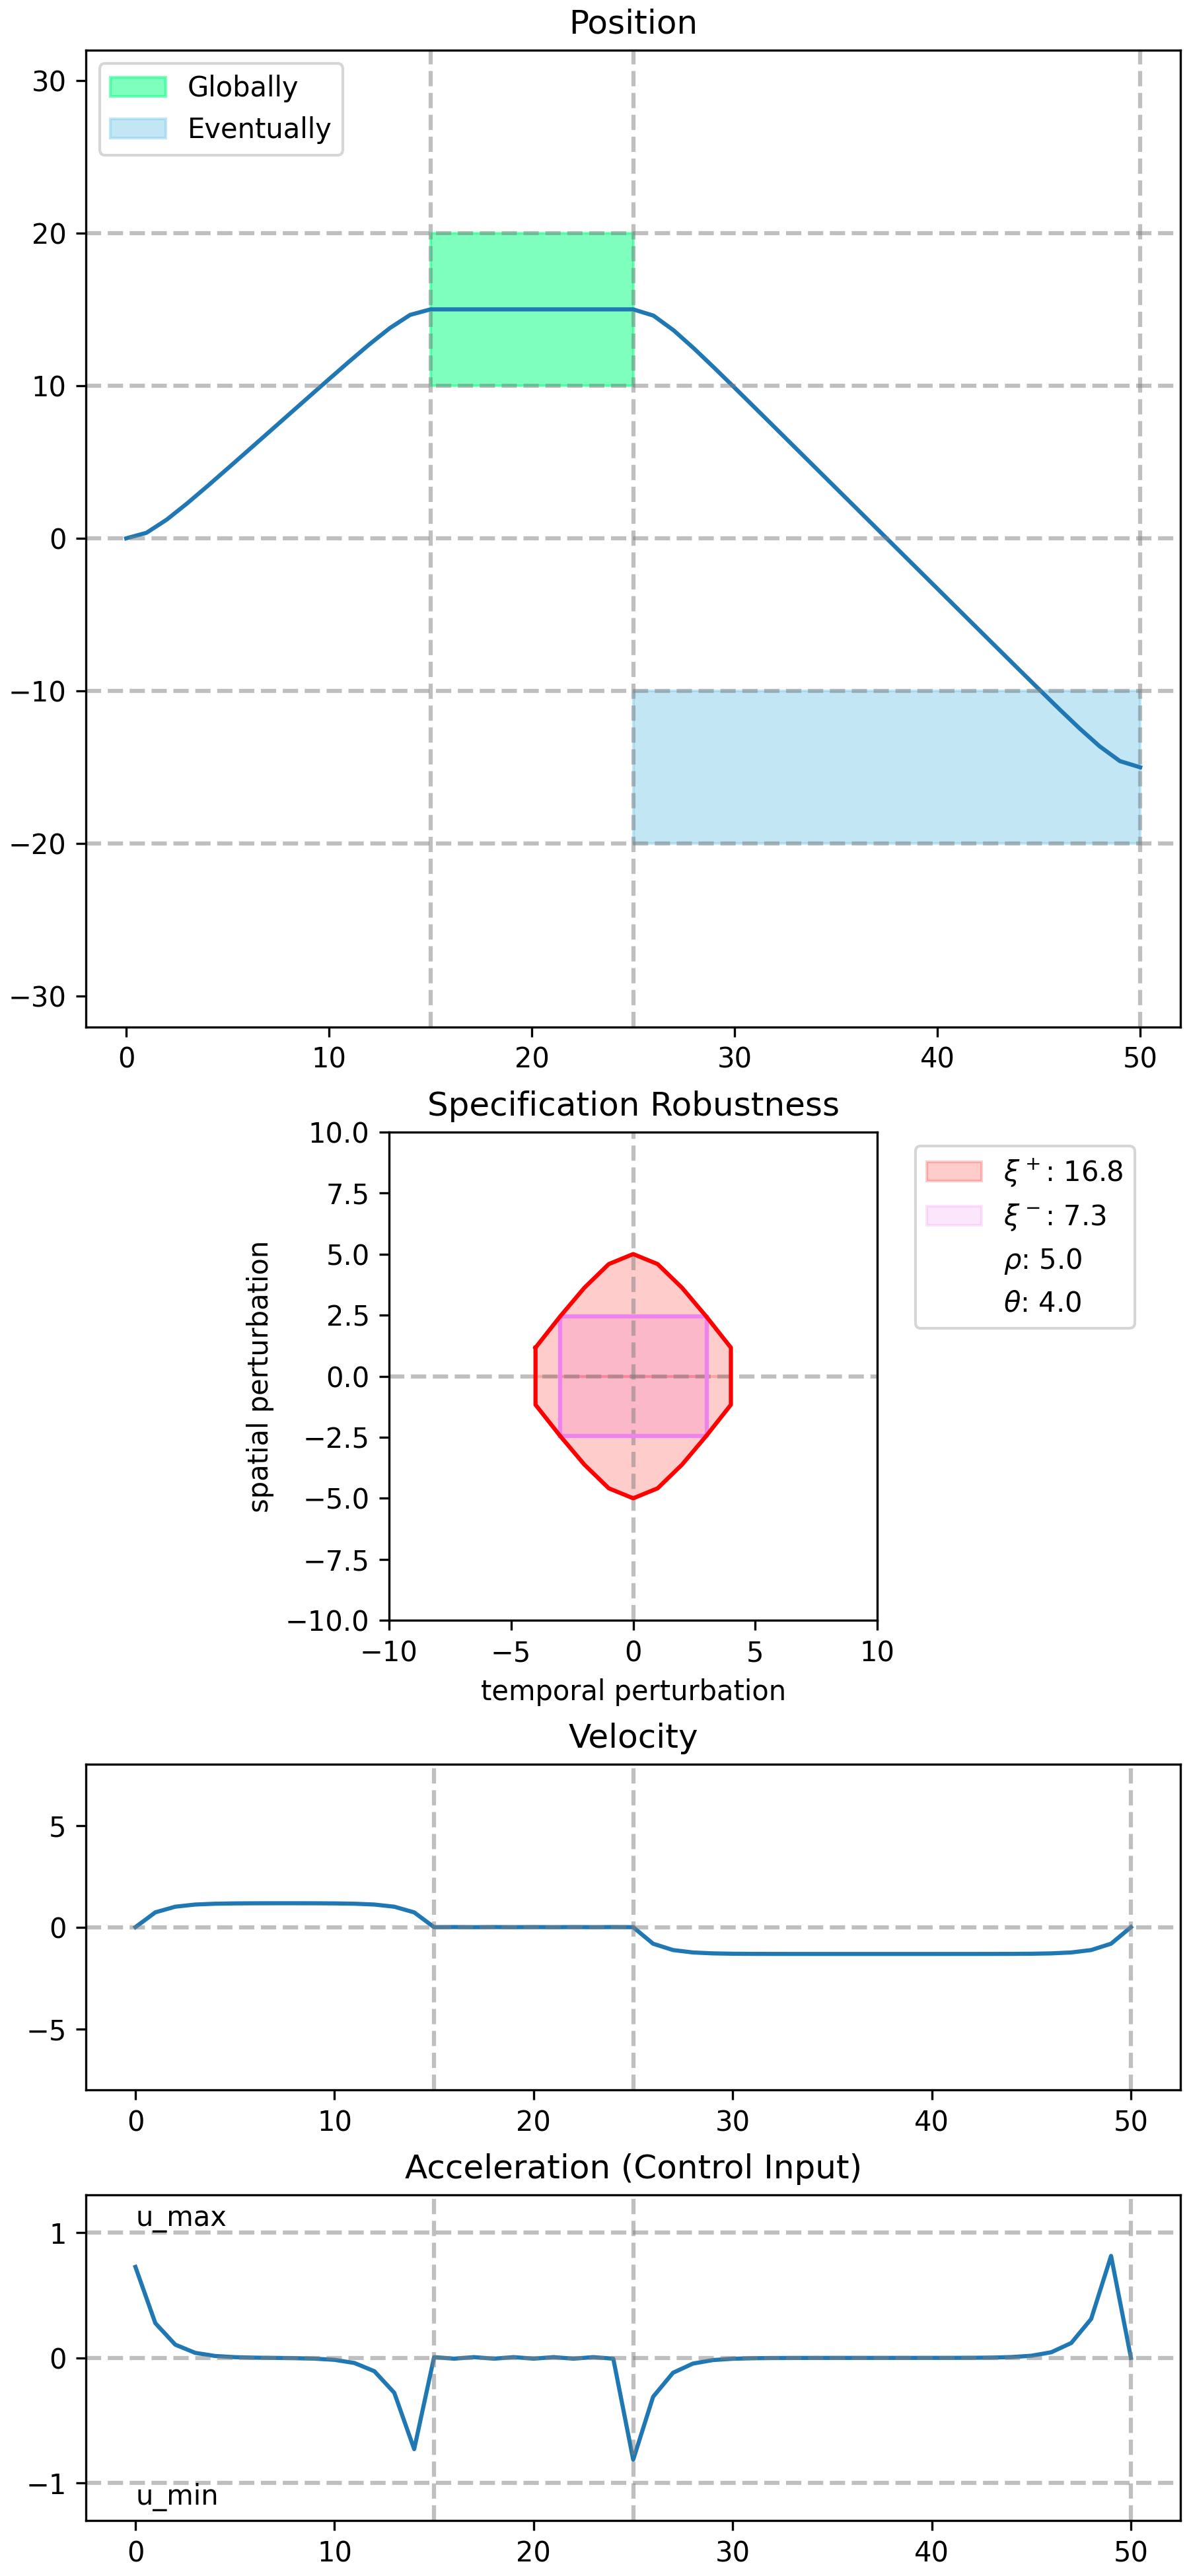 Position
30
20
10
0
−10
−20
−30
Globally
Eventually
0 10 20 30 40 50
Specification Robustness
10.0
7.5
5.0
2.5
0.0
−2.5
−5.0
−7.5
−10.0
spatial perturbation
−10 −5 0 5 10
temporal perturbation
ξ⁺: 16.8
ξ⁻: 7.3
ρ: 5.0
θ: 4.0
Velocity
5
0
−5
0 10 20 30 40 50
Acceleration (Control Input)
u_max
1
0
−1
u_min
0 10 20 30 40 50